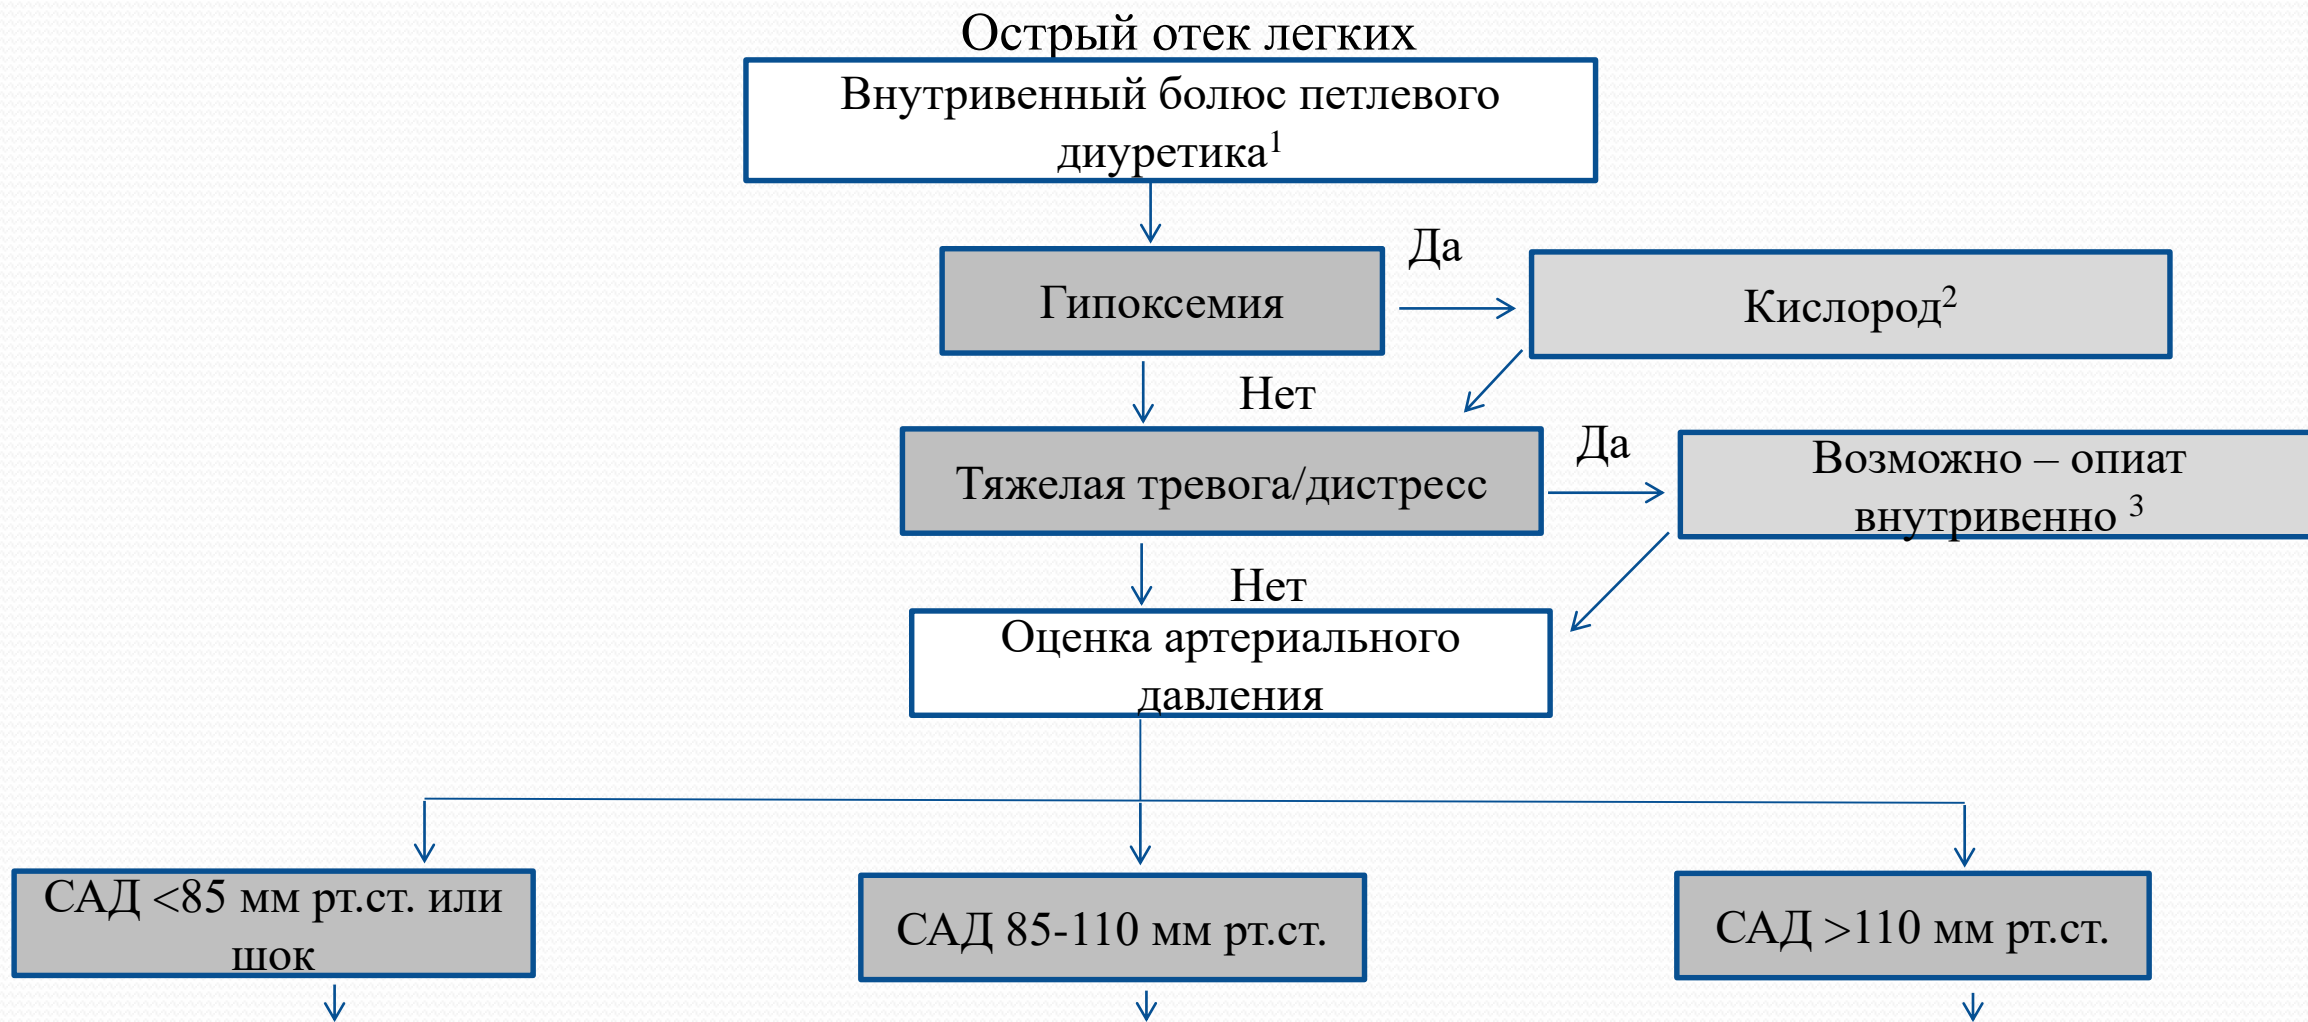 Острый отек легких
Внутривенный болюс петлевого
диуретика¹
Да
Гипоксемия
Кислород²
Нет
Да
Тяжелая тревога/дистресс
Возможно – опиат
внутривенно ³
Нет
Оценка артериального
давления
САД <85 мм рт.ст. или
шок
САД 85-110 мм рт.ст.
САД >110 мм рт.ст.